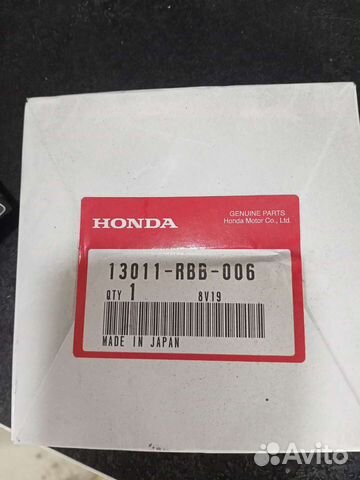 HONDA
GENUINE PARTS
Honda Motor Co., Ltd.
13011-RBB-006
QTY 1 8V19
MADE IN JAPAN
Avito